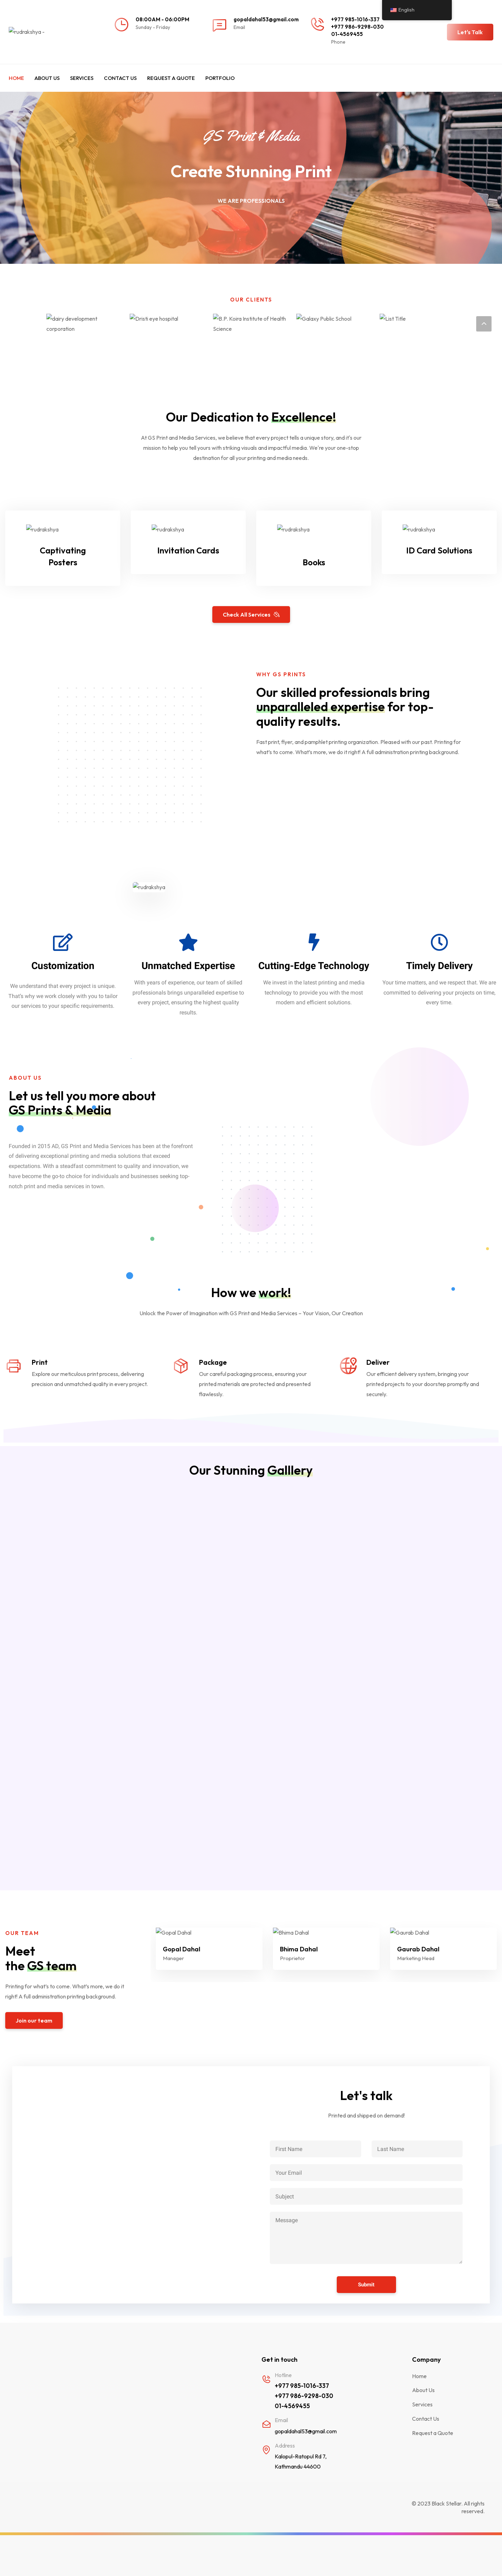 English
rudrakshya -
08:00AM - 06:00PM
Sunday - Friday
gopaldahal53@gmail.com
Email
+977 985-1016-337
+977 986-9298-030
01-4569455
Phone
Let's Talk
HOME
ABOUT US
SERVICES
CONTACT US
REQUEST A QUOTE
PORTFOLIO
GS Print & Media
Create Stunning Print
WE ARE PROFESSIONALS
OUR CLIENTS
dairy development
corporation
Dristi eye hospital
B.P. Koira Institute of Health
Science
Galaxy Public School
List Title
Our Dedication to Excellence!
At GS Print and Media Services, we believe that every project tells a unique story, and it's our
mission to help you tell yours with striking visuals and impactful media. We're your one-stop
destination for all your printing and media needs.
rudrakshya
Captivating
Posters
rudrakshya
Invitation Cards
rudrakshya
Books
rudrakshya
ID Card Solutions
Check All Services
WHY GS PRINTS
Our skilled professionals bring
unparalleled expertise for top-
quality results.
Fast print, flyer, and pamphlet printing organization. Pleased with our past. Printing for
what's to come. What's more, we do it right! A full administration printing background.
rudrakshya
Customization
We understand that every project is unique.
That's why we work closely with you to tailor
our services to your specific requirements.
Unmatched Expertise
With years of experience, our team of skilled
professionals brings unparalleled expertise to
every project, ensuring the highest quality
results.
Cutting-Edge Technology
We invest in the latest printing and media
technology to provide you with the most
modern and efficient solutions.
Timely Delivery
Your time matters, and we respect that. We are
committed to delivering your projects on time,
every time.
ABOUT US
Let us tell you more about
GS Prints & Media
Founded in 2015 AD, GS Print and Media Services has been at the forefront
of delivering exceptional printing and media solutions that exceed
expectations. With a steadfast commitment to quality and innovation, we
have become the go-to choice for individuals and businesses seeking top-
notch print and media services in town.
How we work!
Unlock the Power of Imagination with GS Print and Media Services – Your Vision, Our Creation
Print
Explore our meticulous print process, delivering
precision and unmatched quality in every project.
Package
Our careful packaging process, ensuring your
printed materials are protected and presented
flawlessly.
Deliver
Our efficient delivery system, bringing your
printed projects to your doorstep promptly and
securely.
Our Stunning Galllery
OUR TEAM
Meet
the GS team
Printing for what's to come. What's more, we do it
right! A full administration printing background.
Join our team
Gopal Dahal
Gopal Dahal
Manager
Bhima Dahal
Bhima Dahal
Proprietor
Gaurab Dahal
Gaurab Dahal
Marketing Head
Let's talk
Printed and shipped on demand!
First Name
Last Name
Your Email
Subject
Message
Submit
Get in touch
Hotline
+977 985-1016-337
+977 986-9298-030
01-4569455
Email
gopaldahal53@gmail.com
Address
Kalopul-Ratopul Rd 7,
Kathmandu 44600
Company
Home
About Us
Services
Contact Us
Request a Quote
© 2023 Black Stellar. All rights
reserved.